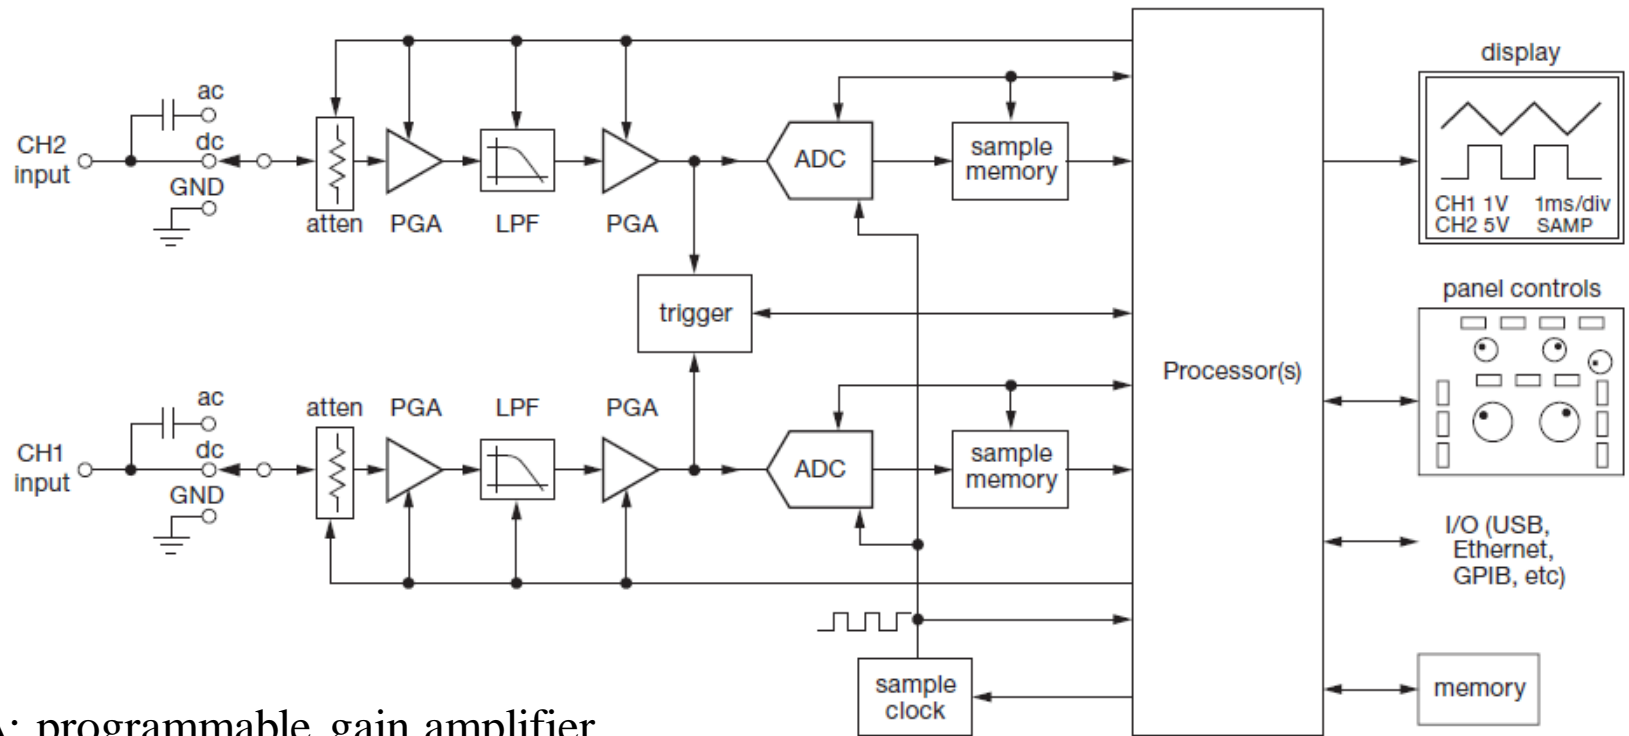 display
ac
CH2
input
dc
GND
atten
PGA
LPF
PGA
ADC
sample
memory
CH1 1V 1ms/div
CH2 5V SAMP
trigger
panel controls
Processor(s)
ac
CH1
input
dc
GND
atten
PGA
LPF
PGA
ADC
sample
memory
I/O (USB,
Ethernet,
GPIB, etc)
sample
clock
memory
: programmable gain amplifier